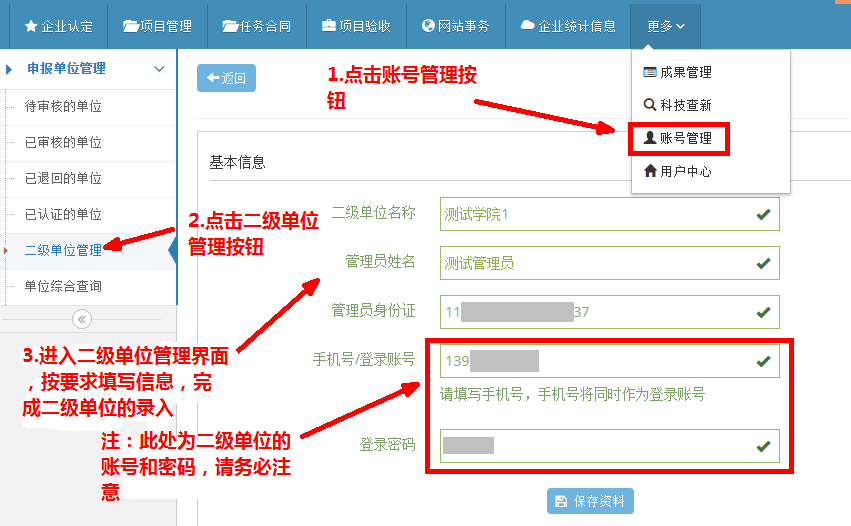 企业认定 项目管理 任务合同 项目验收 网站事务 企业统计信息 更多
成果管理
科技查新
账号管理
用户中心
申报单位管理
待审核的单位
已审核的单位
已退回的单位
已认证的单位
二级单位管理
单位综合查询
返回
1.点击账号管理按
钮
基本信息
2.点击二级单位
管理按钮
二级单位名称 测试学院1
管理员姓名 测试管理员
管理员身份证 11 37
手机号/登录账号 139
请填写手机号，手机号将同时作为登录账号
登录密码
3.进入二级单位管理界面
，按要求填写信息，完
成二级单位的录入
注：此处为二级单位的
账号和密码，请务必注
意
保存资料